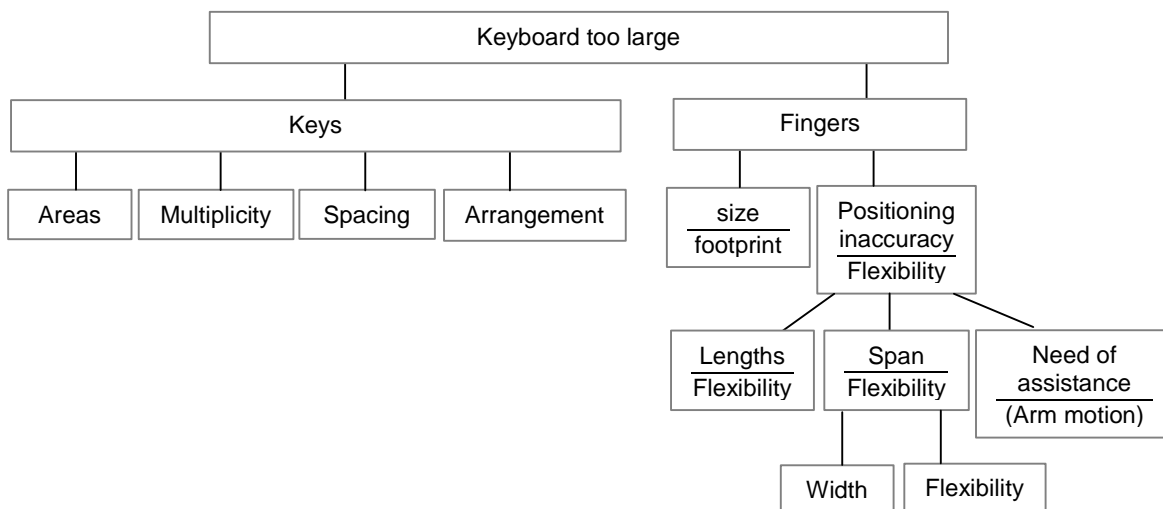 Keyboard too large
Keys
Fingers
Areas
Multiplicity
Spacing
Arrangement
size
footprint
Positioning
inaccuracy
Flexibility
Lengths
Flexibility
Span
Flexibility
Need of
assistance
(Arm motion)
Width
Flexibility